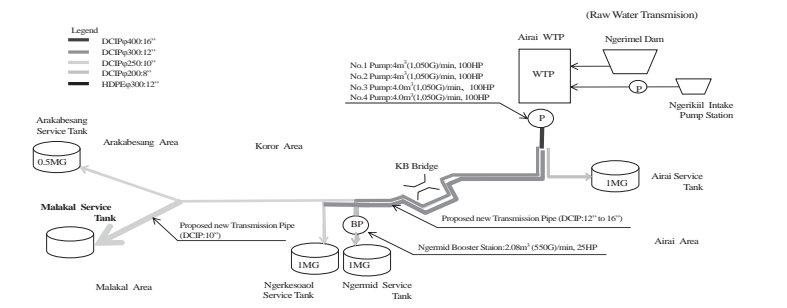 (Raw Water Transmision)
Legend
DCIPφ400:16”
DCIPφ300:12”
DCIPφ250:10”
DCIPφ200:8”
HDPEφ300:12”
Airai WTP
Ngerimel Dam
WTP
P
Ngerikiil Intake
Pump Station
No.1 Pump:4m³(1,050G)/min, 100HP
No.2 Pump:4m³(1,050G)/min, 100HP
No.3 Pump:4.0m³(1,050G)/min、100HP
No.4 Pump:4.0m³(1,050G)/min, 100HP
P
Arakabesang
Service Tank
0.5MG
Arakabesang Area
Koror Area
KB Bridge
1MG
Airai Service
Tank
Malakal Service
Tank
Proposed new Transmission Pipe
(DCIP:10”)
Proposed new Transmission Pipe (DCIP:12” to 16”)
BP
Airai Area
Ngermid Booster Staion:2.08m³ (550G)/min, 25HP
1MG
1MG
Malakal Area
Ngerkesoaol
Service Tank
Ngermid Service
Tank